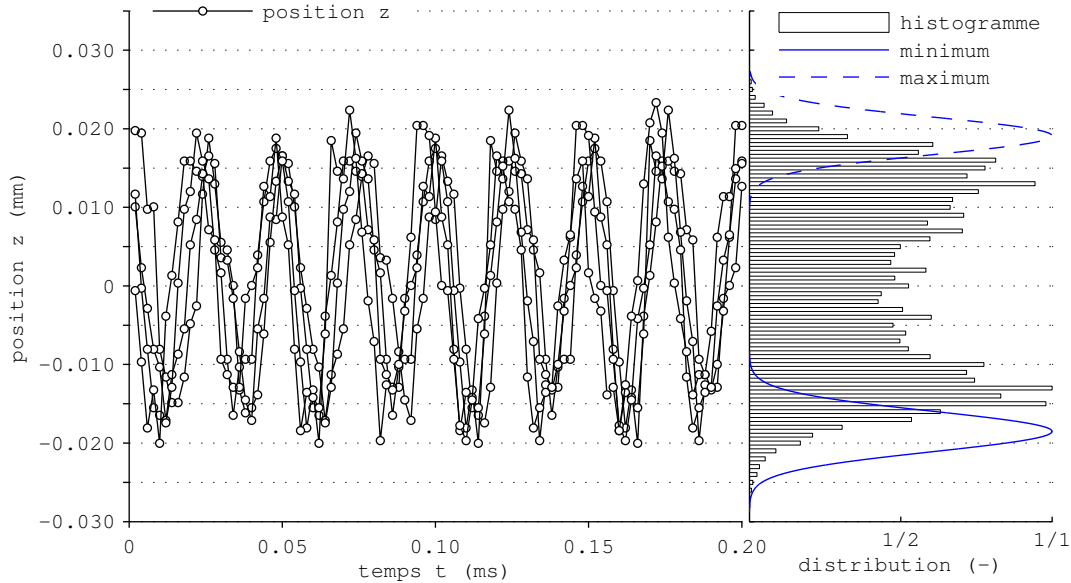 position z
histogramme
minimum
maximum
0.030
0.020
0.010
0
-0.010
-0.020
-0.030
position z (mm)
0
0.05
0.10
0.15
0.20
1/2
1/1
temps t (ms)
distribution (-)